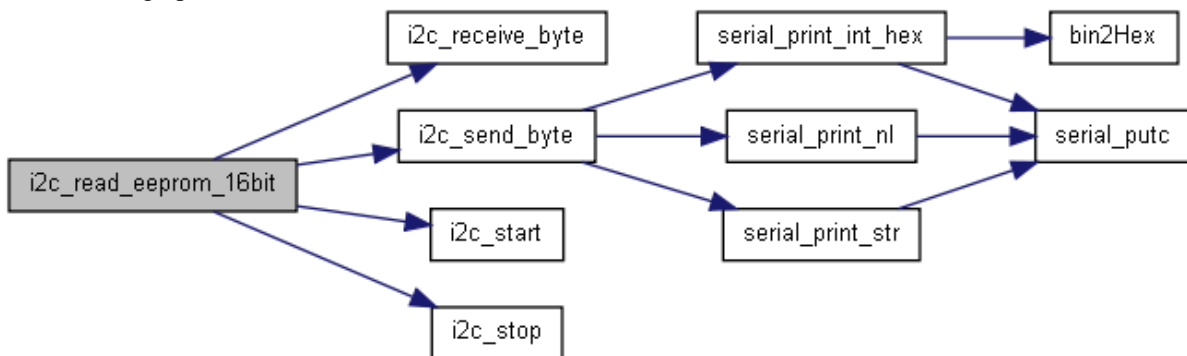 i2c_receive_byte
serial_print_int_hex
bin2Hex
i2c_send_byte
serial_print_nl
serial_putc
i2c_read_eeprom_16bit
i2c_start
serial_print_str
i2c_stop